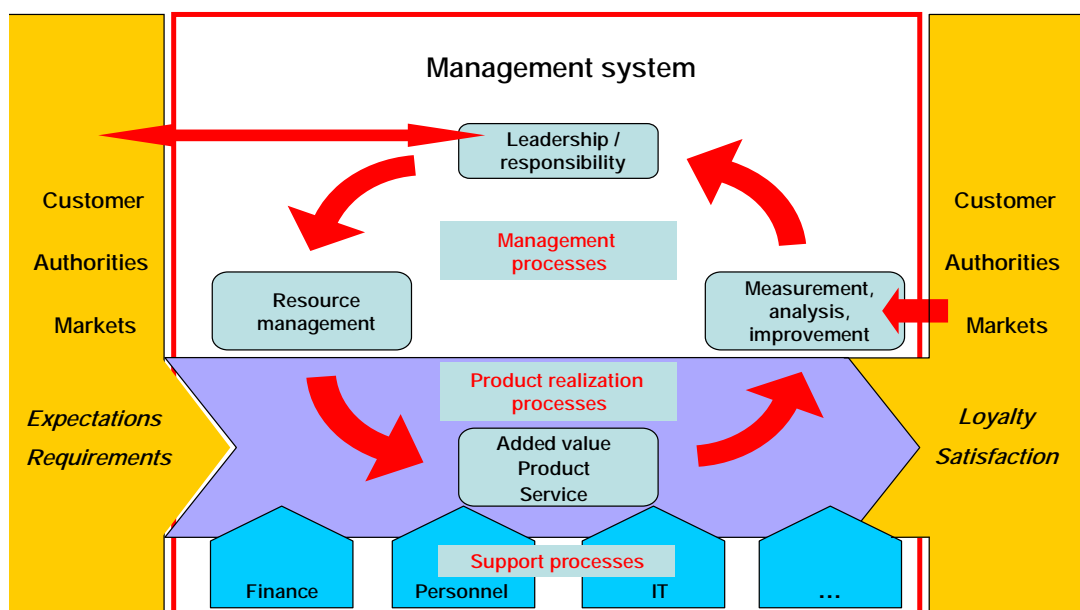 Management system
Leadership /
responsibility
Customer
Authorities
Markets
Expectations
Requirements
Management
processes
Resource
management
Measurement,
analysis,
improvement
Customer
Authorities
Markets
Loyalty
Satisfaction
Product realization
processes
Added value
Product
Service
Support processes
Finance
Personnel
IT
...